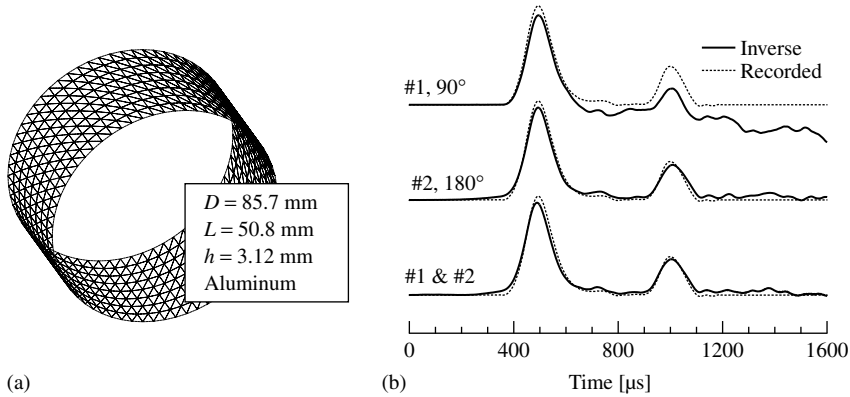 D = 85.7 mm
L = 50.8 mm
h = 3.12 mm
Aluminum
(a)
Inverse
Recorded
#1, 90°
#2, 180°
#1 & #2
0 400 800 1200 1600
Time [μs]
(b)